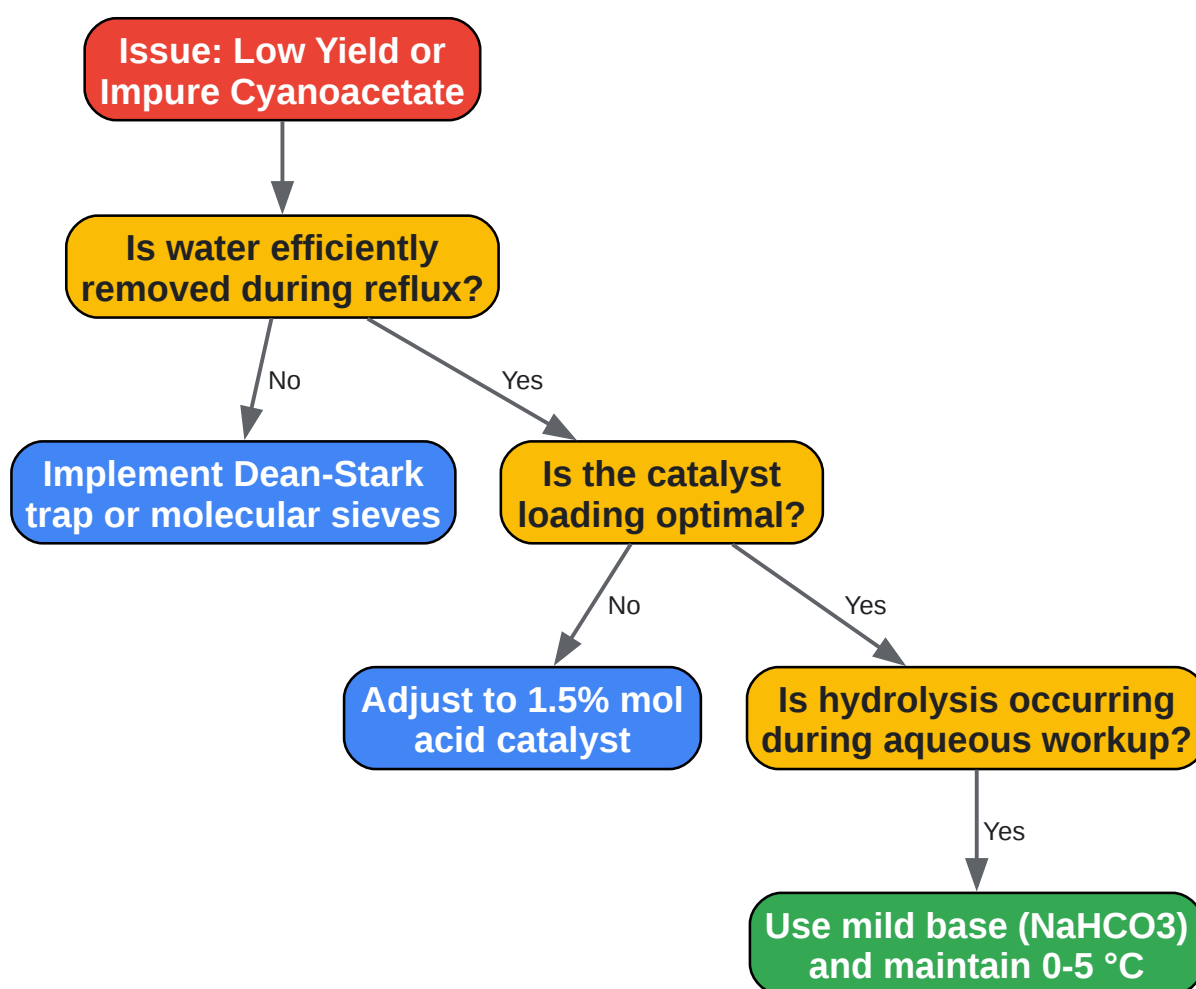 Issue: Low Yield or
Impure Cyanoacetate
Is water efficiently
removed during reflux?
No
Yes
Implement Dean-Stark
trap or molecular sieves
Is the catalyst
loading optimal?
No
Yes
Adjust to 1.5% mol
acid catalyst
Is hydrolysis occurring
during aqueous workup?
Yes
Use mild base (NaHCO3)
and maintain 0-5 °C